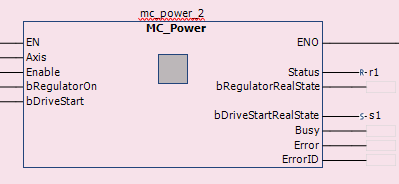 mc_power_2
MC_Power
EN ENO
Axis
Enable Status R r1
bRegulatorOn bRegulatorRealState
bDriveStart
bDriveStartRealState S s1
Busy
Error
ErrorID